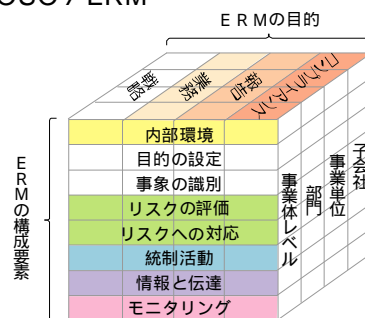 COSO / ERM
ＥＲＭの目的
戦略
業務
報告
コンプライアンス
内部環境
目的の設定
事象の識別
リスクの評価
リスクへの対応
統制活動
情報と伝達
モニタリング
ＥＲＭの構成要素
事業体レベル
部門
事業単位
子会社